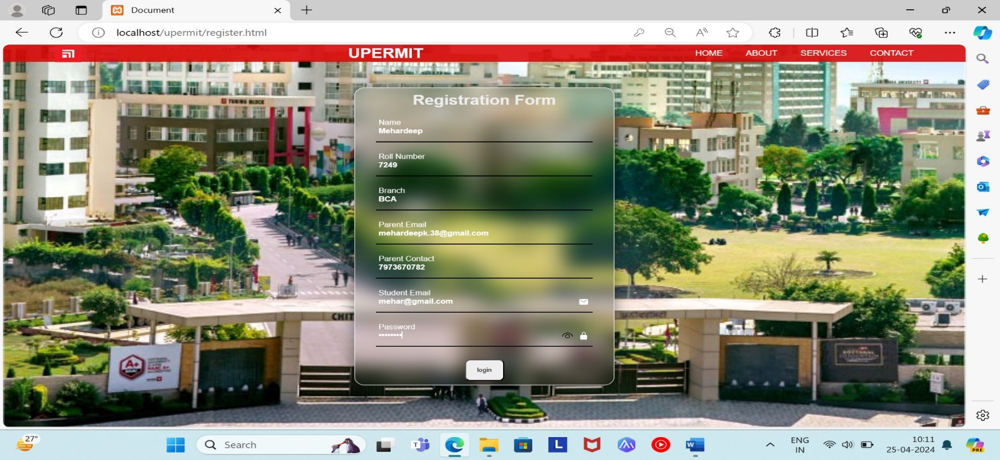 Document
localhost/upermit/register.html
UPERMIT
HOME ABOUT SERVICES CONTACT
TURING BLOCK
Registration Form
Name
Mehardeep
Roll Number
7249
Branch
BCA
Parent Email
mehardeepk.38@gmail.com
Parent Contact
7973670782
Student Email
mehar@gmail.com
Password
••••••••
login
CHIT
A+
27°
Search
ENG
IN
10:11
25-04-2024
PRE